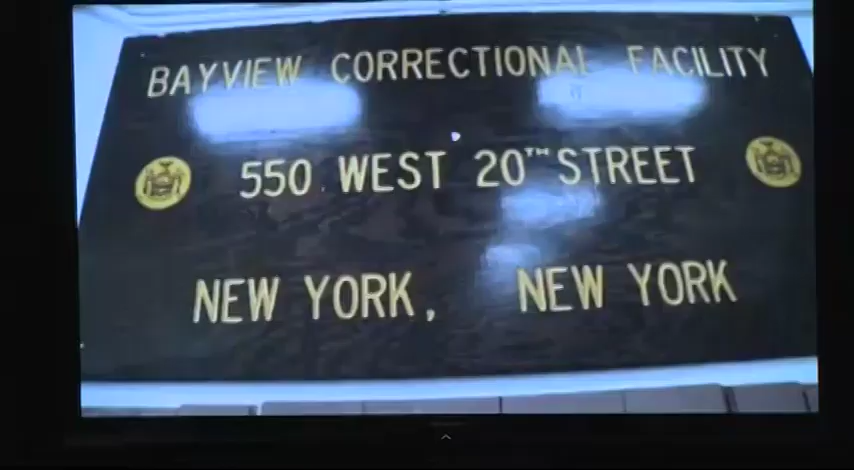 BAYVIEW CORRECTIONAL FACILITY
550 WEST 20TH STREET
NEW YORK, NEW YORK